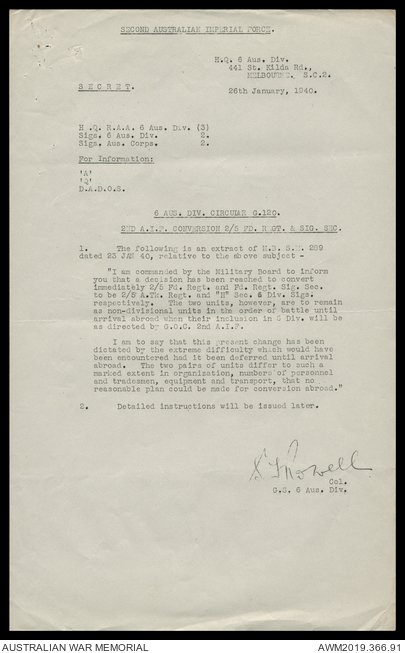 SECOND AUSTRALIAN IMPERIAL FORCE.
H.Q. 6 Aus. Div.
441 St. Kilda Rd.,
MELBOURNE, S.C.2.
S E C R E T.
26th January, 1940.
H .Q. R.A.A. 6 Aus. Div. (3)
Sigs. 6 Aus. Div. 2.
Sigs. Aus. Corps. 2.
For Information:
'A'
'Q'
D.A.D.O.S.
6 AUS. DIV. CIRCULAR G.120.
2ND A.I.F. CONVERSION 2/5 FD. REGT. & SIG. SEC.
1. The following is an extract of M.B. S.M. 289
dated 23 JAN 40, relative to the above subject -
"I am commanded by the Military Board to inform
you that a decision has been reached to convert
immediately 2/5 Fd. Regt. and Fd. Regt. Sig. Sec.
to be 2/5 A.Tk. Regt. and "H" Sec. 6 Div. Sigs.
respectively. The two units, however, are to remain
as non-divisional units in the order of battle until
arrival abroad when their inclusion in 6 Div. will be
as directed by G.O.C. 2nd A.I.F.
I am to say that this present change has been
dictated by the extreme difficulty which would have
been encountered had it been deferred until arrival
abroad. The two pairs of units differ to such a
marked extent in organization, numbers of personnel
and tradesmen, equipment and transport, that no
reasonable plan could be made for conversion abroad."
2. Detailed instructions will be issued later.
S F Rowell
Col.
G.S. 6 Aus. Div.
AUSTRALIAN WAR MEMORIAL AWM2019.366.91